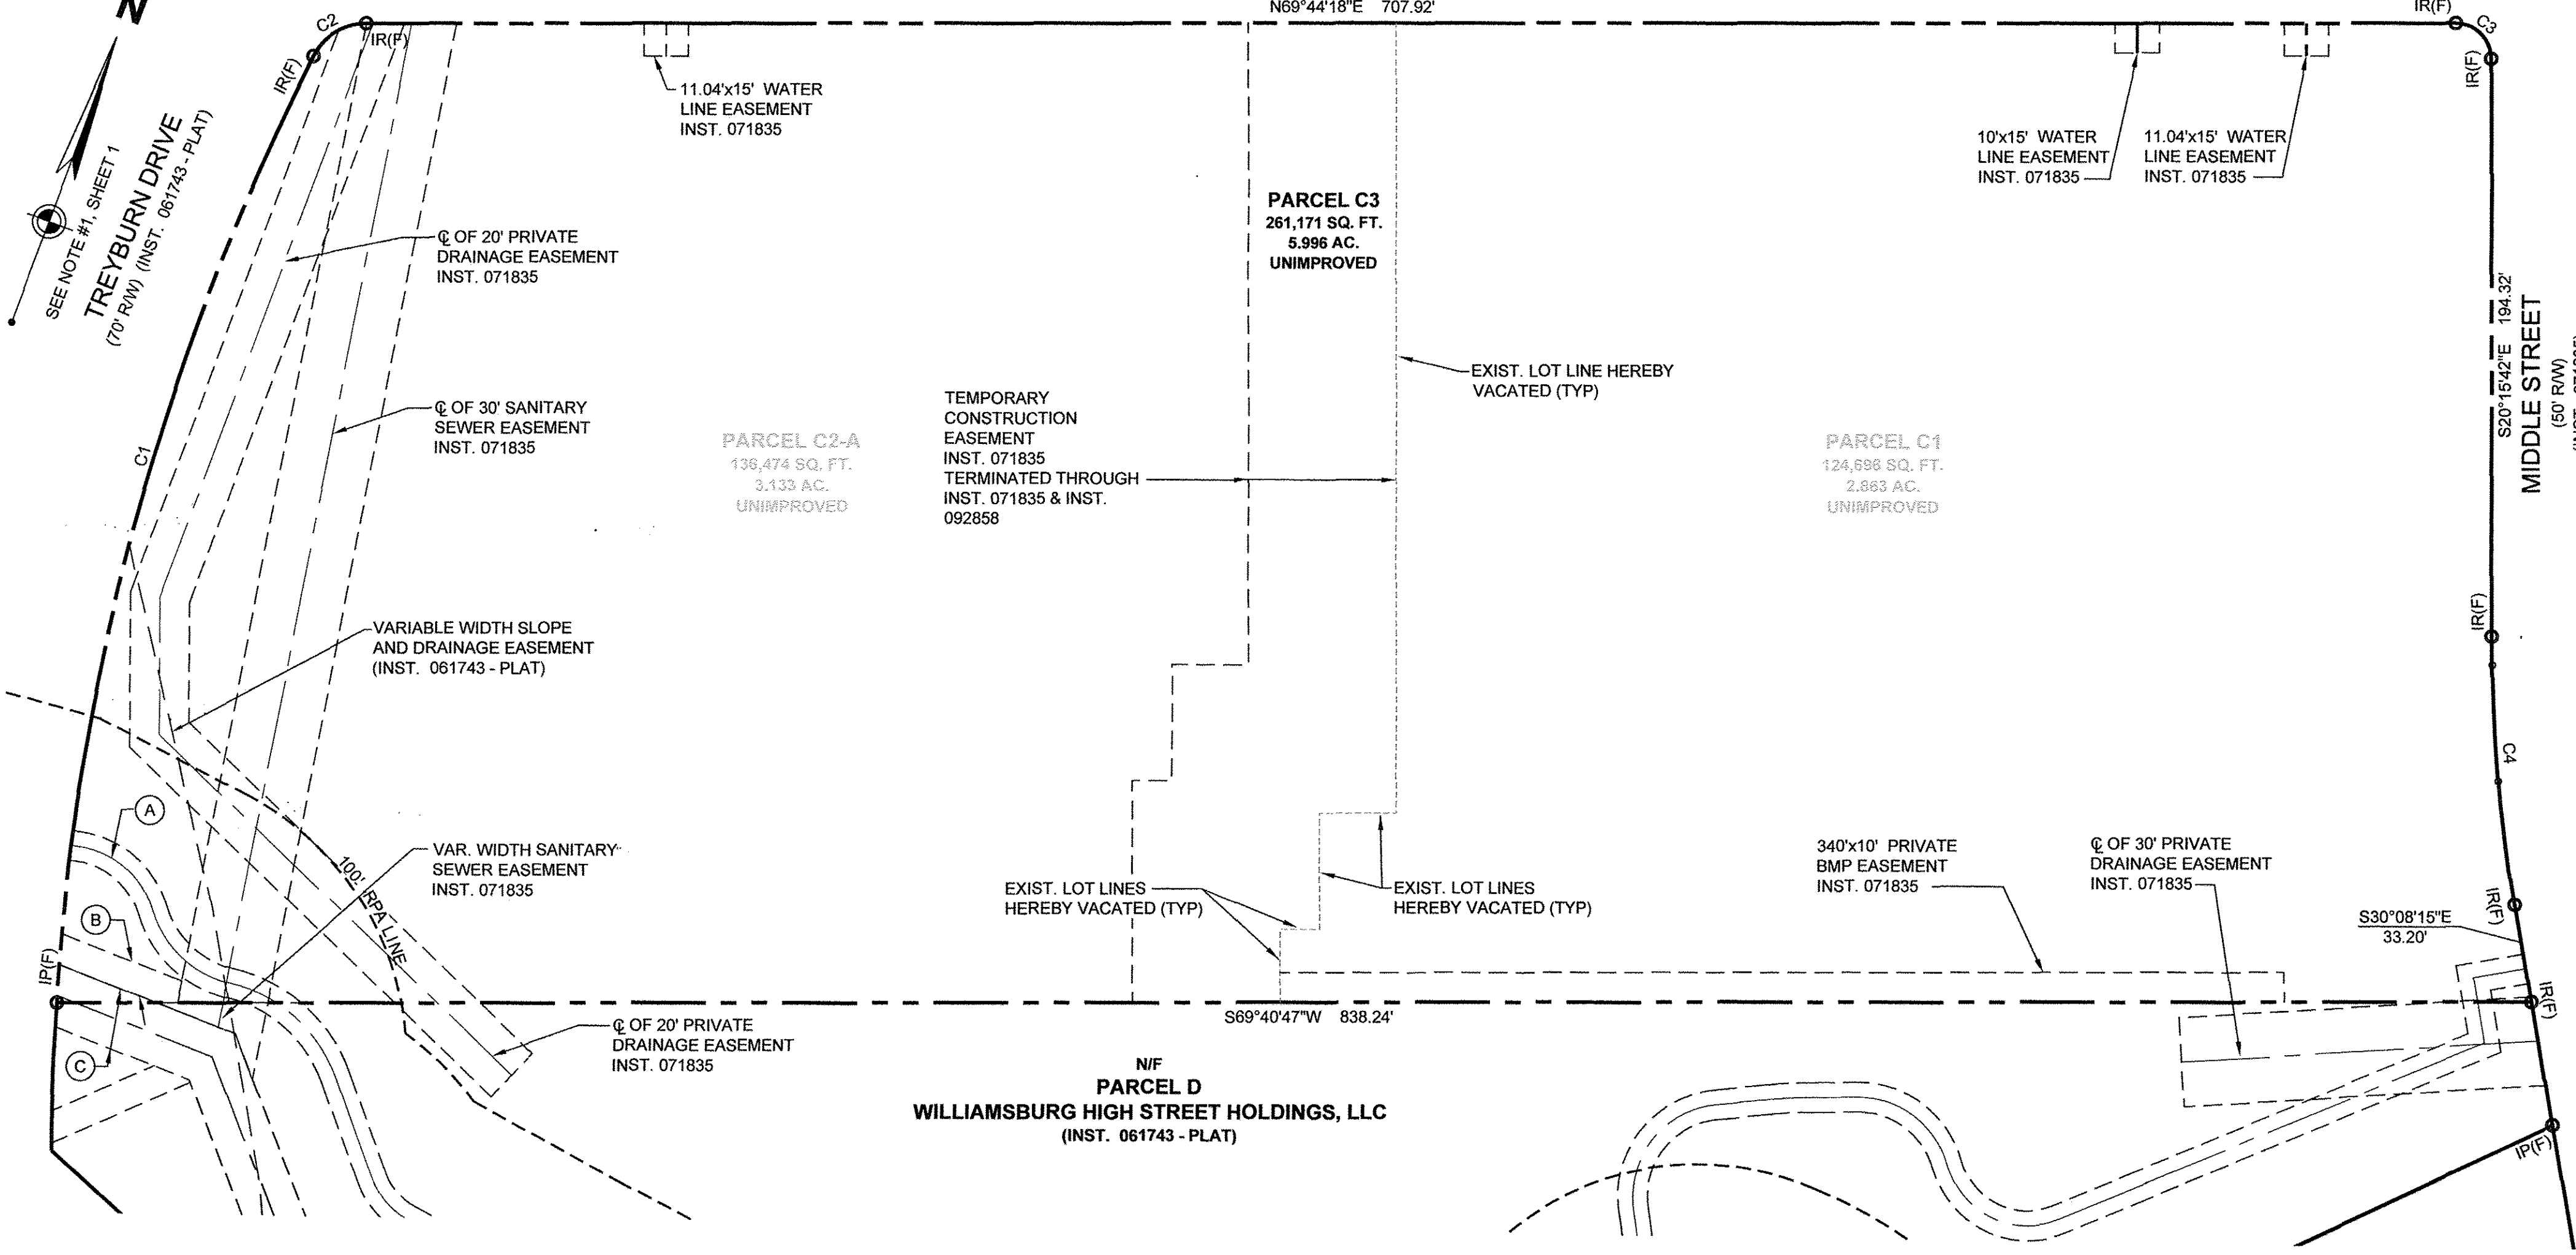 N
SEE NOTE #1, SHEET 1
TREYBURN DRIVE
(70' R/W) (INST. 061743 - PLAT)
C2
IR(F)
IR(F)
C1
N69°44'18"E 707.92'
IR(F)
C3
IR(F)
11.04'x15' WATER
LINE EASEMENT
INST. 071835
10'x15' WATER
LINE EASEMENT
INST. 071835
11.04'x15' WATER
LINE EASEMENT
INST. 071835
PARCEL C3
261,171 SQ. FT.
5.996 AC.
UNIMPROVED
℄ OF 20' PRIVATE
DRAINAGE EASEMENT
INST. 071835
℄ OF 30' SANITARY
SEWER EASEMENT
INST. 071835
PARCEL C2-A
136,474 SQ. FT.
3.133 AC.
UNIMPROVED
TEMPORARY
CONSTRUCTION
EASEMENT
INST. 071835
TERMINATED THROUGH
INST. 071835 & INST.
092858
EXIST. LOT LINE HEREBY
VACATED (TYP)
PARCEL C1
124,696 SQ. FT.
2.863 AC.
UNIMPROVED
S20°15'42"E 194.32'
MIDDLE STREET
(50' R/W)
IR(F)
C4
VARIABLE WIDTH SLOPE
AND DRAINAGE EASEMENT
(INST. 061743 - PLAT)
A
B
C
IP(F)
VAR. WIDTH SANITARY
SEWER EASEMENT
INST. 071835
100' RPA LINE
EXIST. LOT LINES
HEREBY VACATED (TYP)
EXIST. LOT LINES
HEREBY VACATED (TYP)
340'x10' PRIVATE
BMP EASEMENT
INST. 071835
℄ OF 30' PRIVATE
DRAINAGE EASEMENT
INST. 071835
IR(F)
S30°08'15"E
33.20'
IR(F)
S69°40'47"W 838.24'
℄ OF 20' PRIVATE
DRAINAGE EASEMENT
INST. 071835
N/F
PARCEL D
WILLIAMSBURG HIGH STREET HOLDINGS, LLC
(INST. 061743 - PLAT)
IP(F)